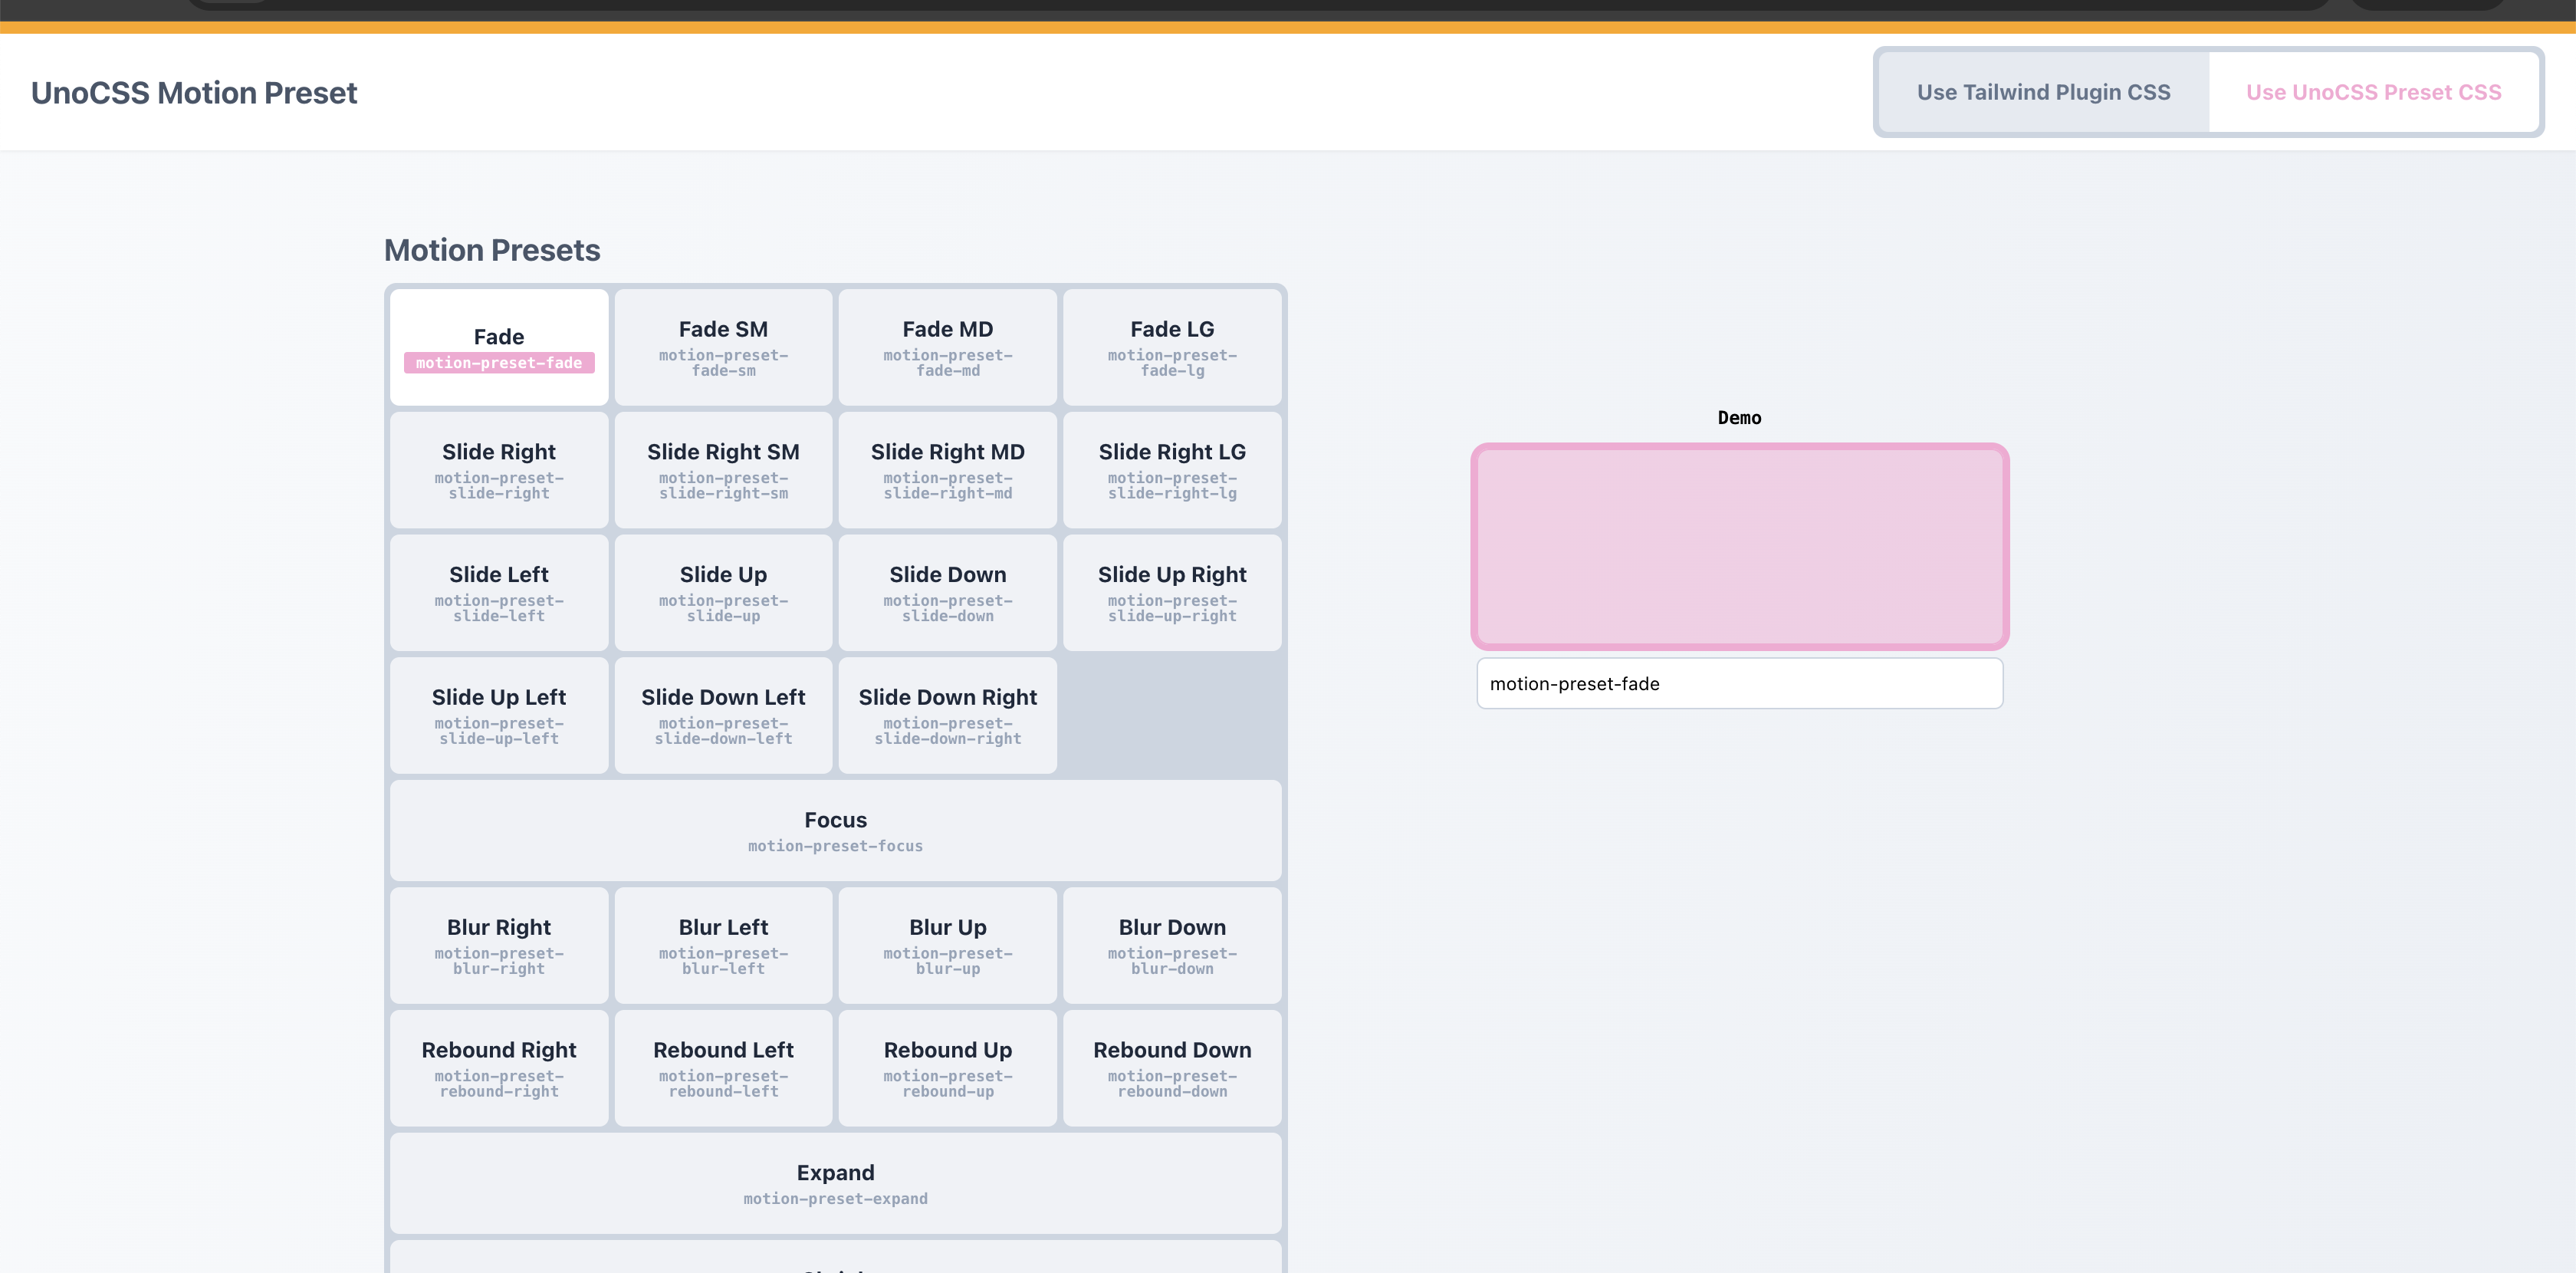 UnoCSS Motion Preset
Use Tailwind Plugin CSS
Use UnoCSS Preset CSS
Motion Presets
Fade
motion-preset-fade
Fade SM
motion-preset-
fade-sm
Fade MD
motion-preset-
fade-md
Fade LG
motion-preset-
fade-lg
Slide Right
motion-preset-
slide-right
Slide Right SM
motion-preset-
slide-right-sm
Slide Right MD
motion-preset-
slide-right-md
Slide Right LG
motion-preset-
slide-right-lg
Slide Left
motion-preset-
slide-left
Slide Up
motion-preset-
slide-up
Slide Down
motion-preset-
slide-down
Slide Up Right
motion-preset-
slide-up-right
Slide Up Left
motion-preset-
slide-up-left
Slide Down Left
motion-preset-
slide-down-left
Slide Down Right
motion-preset-
slide-down-right
Focus
motion-preset-focus
Blur Right
motion-preset-
blur-right
Blur Left
motion-preset-
blur-left
Blur Up
motion-preset-
blur-up
Blur Down
motion-preset-
blur-down
Rebound Right
motion-preset-
rebound-right
Rebound Left
motion-preset-
rebound-left
Rebound Up
motion-preset-
rebound-up
Rebound Down
motion-preset-
rebound-down
Expand
motion-preset-expand
Demo
motion-preset-fade